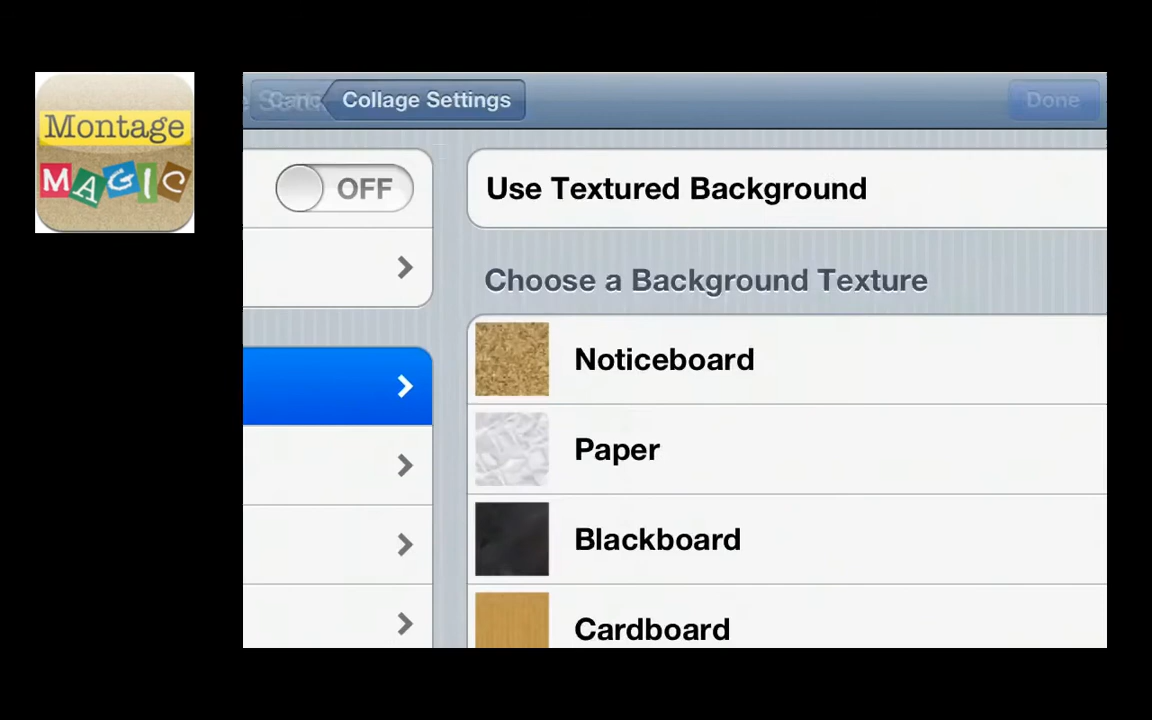 Montage
MAGIC
Collage Settings
Done
OFF
Use Textured Background
Choose a Background Texture
Noticeboard
Paper
Blackboard
Cardboard